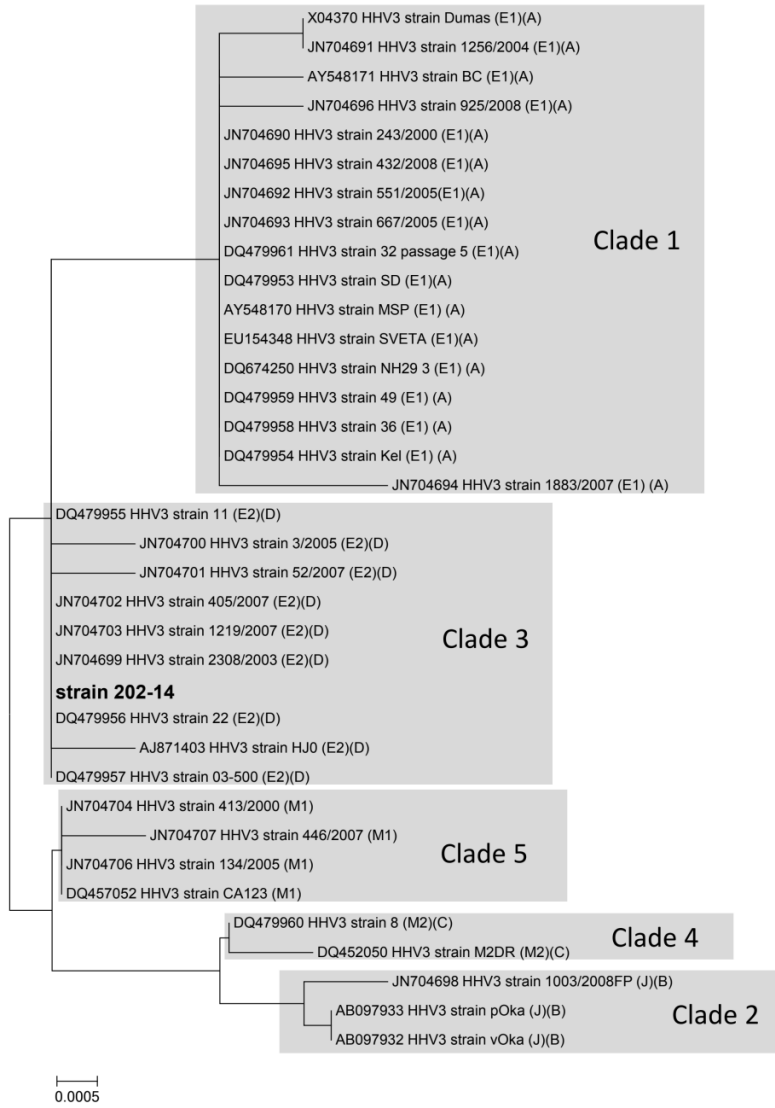 X04370 HHV3 strain Dumas (E1)(A)
JN704691 HHV3 strain 1256/2004 (E1)(A)
AY548171 HHV3 strain BC (E1)(A)
JN704696 HHV3 strain 925/2008 (E1)(A)
JN704690 HHV3 strain 243/2000 (E1)(A)
JN704695 HHV3 strain 432/2008 (E1)(A)
JN704692 HHV3 strain 551/2005(E1)(A)
JN704693 HHV3 strain 667/2005 (E1)(A)
Clade 1
DQ479961 HHV3 strain 32 passage 5 (E1)(A)
DQ479953 HHV3 strain SD (E1)(A)
AY548170 HHV3 strain MSP (E1) (A)
EU154348 HHV3 strain SVETA (E1)(A)
DQ674250 HHV3 strain NH29 3 (E1) (A)
DQ479959 HHV3 strain 49 (E1) (A)
DQ479958 HHV3 strain 36 (E1) (A)
DQ479954 HHV3 strain Kel (E1) (A)
JN704694 HHV3 strain 1883/2007 (E1) (A)
DQ479955 HHV3 strain 11 (E2)(D)
JN704700 HHV3 strain 3/2005 (E2)(D)
JN704701 HHV3 strain 52/2007 (E2)(D)
JN704702 HHV3 strain 405/2007 (E2)(D)
JN704703 HHV3 strain 1219/2007 (E2)(D)
Clade 3
JN704699 HHV3 strain 2308/2003 (E2)(D)
strain 202-14
DQ479956 HHV3 strain 22 (E2)(D)
AJ871403 HHV3 strain HJ0 (E2)(D)
DQ479957 HHV3 strain 03-500 (E2)(D)
JN704704 HHV3 strain 413/2000 (M1)
JN704707 HHV3 strain 446/2007 (M1)
Clade 5
JN704706 HHV3 strain 134/2005 (M1)
DQ457052 HHV3 strain CA123 (M1)
DQ479960 HHV3 strain 8 (M2)(C)
Clade 4
DQ452050 HHV3 strain M2DR (M2)(C)
JN704698 HHV3 strain 1003/2008FP (J)(B)
AB097933 HHV3 strain pOka (J)(B)
Clade 2
AB097932 HHV3 strain vOka (J)(B)
0.0005